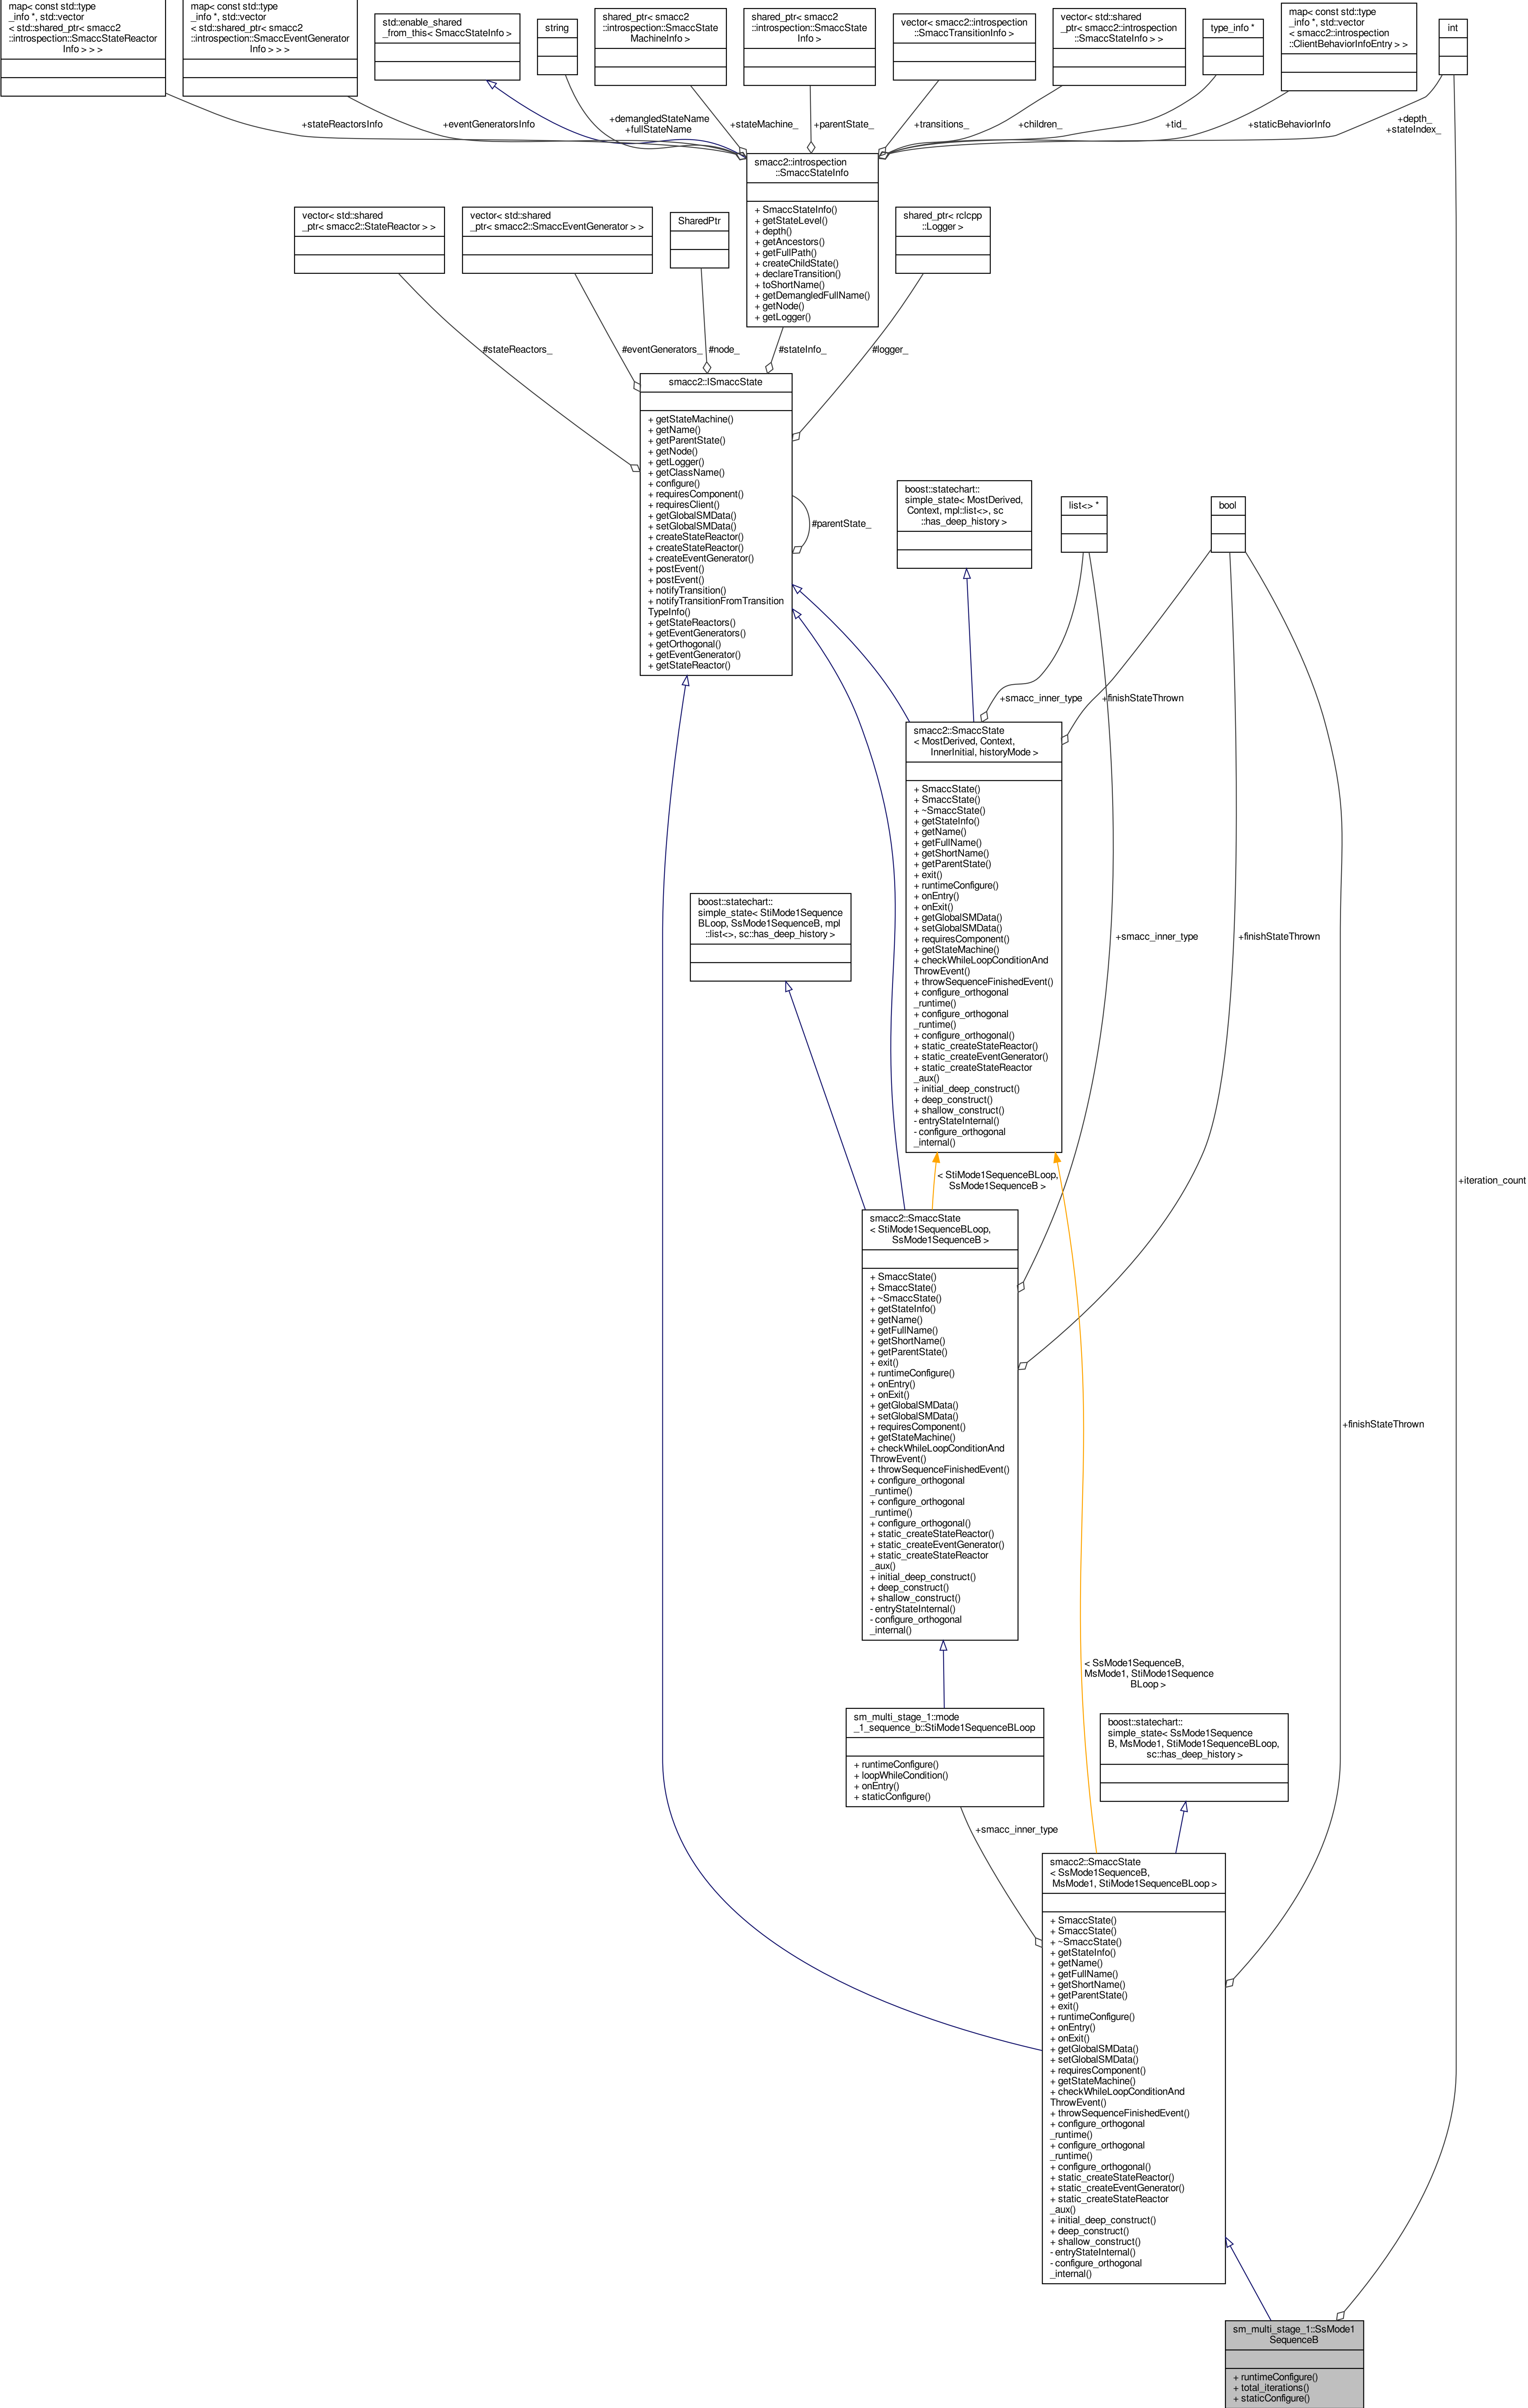 map< const std::type
_info *, std::vector
< std::shared_ptr< smacc2
::introspection::SmaccStateReactor
Info > > >
map< const std::type
_info *, std::vector
< std::shared_ptr< smacc2
::introspection::SmaccEventGenerator
Info > > >
std::enable_shared
_from_this< SmaccStateInfo >
string
shared_ptr< smacc2
::introspection::SmaccState
MachineInfo >
shared_ptr< smacc2
::introspection::SmaccState
Info >
vector< smacc2::introspection
::SmaccTransitionInfo >
vector< std::shared
_ptr< smacc2::introspection
::SmaccStateInfo > >
type_info *
map< const std::type
_info *, std::vector
< smacc2::introspection
::ClientBehaviorInfoEntry > >
int
+stateReactorsInfo
+eventGeneratorsInfo
+demangledStateName
+fullStateName
+stateMachine_
+parentState_
+transitions_
+children_
+tid_
+staticBehaviorInfo
+depth_
+stateIndex_
smacc2::introspection
::SmaccStateInfo
+ SmaccStateInfo()
+ getStateLevel()
+ depth()
+ getAncestors()
+ getFullPath()
+ createChildState()
+ declareTransition()
+ toShortName()
+ getDemangledFullName()
+ getNode()
+ getLogger()
vector< std::shared
_ptr< smacc2::StateReactor > >
vector< std::shared
_ptr< smacc2::SmaccEventGenerator > >
SharedPtr
shared_ptr< rclcpp
::Logger >
#stateReactors_
#eventGenerators_
#node_
#stateInfo_
#logger_
smacc2::ISmaccState
+ getStateMachine()
+ getName()
+ getParentState()
+ getNode()
+ getLogger()
+ getClassName()
+ configure()
+ requiresComponent()
+ requiresClient()
+ getGlobalSMData()
+ setGlobalSMData()
+ createStateReactor()
+ createStateReactor()
+ createEventGenerator()
+ postEvent()
+ postEvent()
+ notifyTransition()
+ notifyTransitionFromTransition
TypeInfo()
+ getStateReactors()
+ getEventGenerators()
+ getOrthogonal()
+ getEventGenerator()
+ getStateReactor()
#parentState_
boost::statechart::
simple_state< MostDerived,
Context, mpl::list<>, sc
::has_deep_history >
list<> *
bool
+smacc_inner_type
+finishStateThrown
smacc2::SmaccState
< MostDerived, Context,
InnerInitial, historyMode >
+ SmaccState()
+ SmaccState()
+ ~SmaccState()
+ getStateInfo()
+ getName()
+ getFullName()
+ getShortName()
+ getParentState()
+ exit()
+ runtimeConfigure()
+ onEntry()
+ onExit()
+ getGlobalSMData()
+ setGlobalSMData()
+ requiresComponent()
+ getStateMachine()
+ checkWhileLoopConditionAnd
ThrowEvent()
+ throwSequenceFinishedEvent()
+ configure_orthogonal
_runtime()
+ configure_orthogonal
_runtime()
+ configure_orthogonal()
+ static_createStateReactor()
+ static_createEventGenerator()
+ static_createStateReactor
_aux()
+ initial_deep_construct()
+ deep_construct()
+ shallow_construct()
- entryStateInternal()
- configure_orthogonal
_internal()
boost::statechart::
simple_state< StiMode1Sequence
BLoop, SsMode1SequenceB, mpl
::list<>, sc::has_deep_history >
+smacc_inner_type
+finishStateThrown
< StiMode1SequenceBLoop,
SsMode1SequenceB >
+iteration_count
smacc2::SmaccState
< StiMode1SequenceBLoop,
SsMode1SequenceB >
+ SmaccState()
+ SmaccState()
+ ~SmaccState()
+ getStateInfo()
+ getName()
+ getFullName()
+ getShortName()
+ getParentState()
+ exit()
+ runtimeConfigure()
+ onEntry()
+ onExit()
+ getGlobalSMData()
+ setGlobalSMData()
+ requiresComponent()
+ getStateMachine()
+ checkWhileLoopConditionAnd
ThrowEvent()
+ throwSequenceFinishedEvent()
+ configure_orthogonal
_runtime()
+ configure_orthogonal
_runtime()
+ configure_orthogonal()
+ static_createStateReactor()
+ static_createEventGenerator()
+ static_createStateReactor
_aux()
+ initial_deep_construct()
+ deep_construct()
+ shallow_construct()
- entryStateInternal()
- configure_orthogonal
_internal()
+finishStateThrown
< SsMode1SequenceB,
MsMode1, StiMode1Sequence
BLoop >
sm_multi_stage_1::mode
_1_sequence_b::StiMode1SequenceBLoop
+ runtimeConfigure()
+ loopWhileCondition()
+ onEntry()
+ staticConfigure()
boost::statechart::
simple_state< SsMode1Sequence
B, MsMode1, StiMode1SequenceBLoop,
sc::has_deep_history >
+smacc_inner_type
smacc2::SmaccState
< SsMode1SequenceB,
MsMode1, StiMode1SequenceBLoop >
+ SmaccState()
+ SmaccState()
+ ~SmaccState()
+ getStateInfo()
+ getName()
+ getFullName()
+ getShortName()
+ getParentState()
+ exit()
+ runtimeConfigure()
+ onEntry()
+ onExit()
+ getGlobalSMData()
+ setGlobalSMData()
+ requiresComponent()
+ getStateMachine()
+ checkWhileLoopConditionAnd
ThrowEvent()
+ throwSequenceFinishedEvent()
+ configure_orthogonal
_runtime()
+ configure_orthogonal
_runtime()
+ configure_orthogonal()
+ static_createStateReactor()
+ static_createEventGenerator()
+ static_createStateReactor
_aux()
+ initial_deep_construct()
+ deep_construct()
+ shallow_construct()
- entryStateInternal()
- configure_orthogonal
_internal()
sm_multi_stage_1::SsMode1
SequenceB
+ runtimeConfigure()
+ total_iterations()
+ staticConfigure()